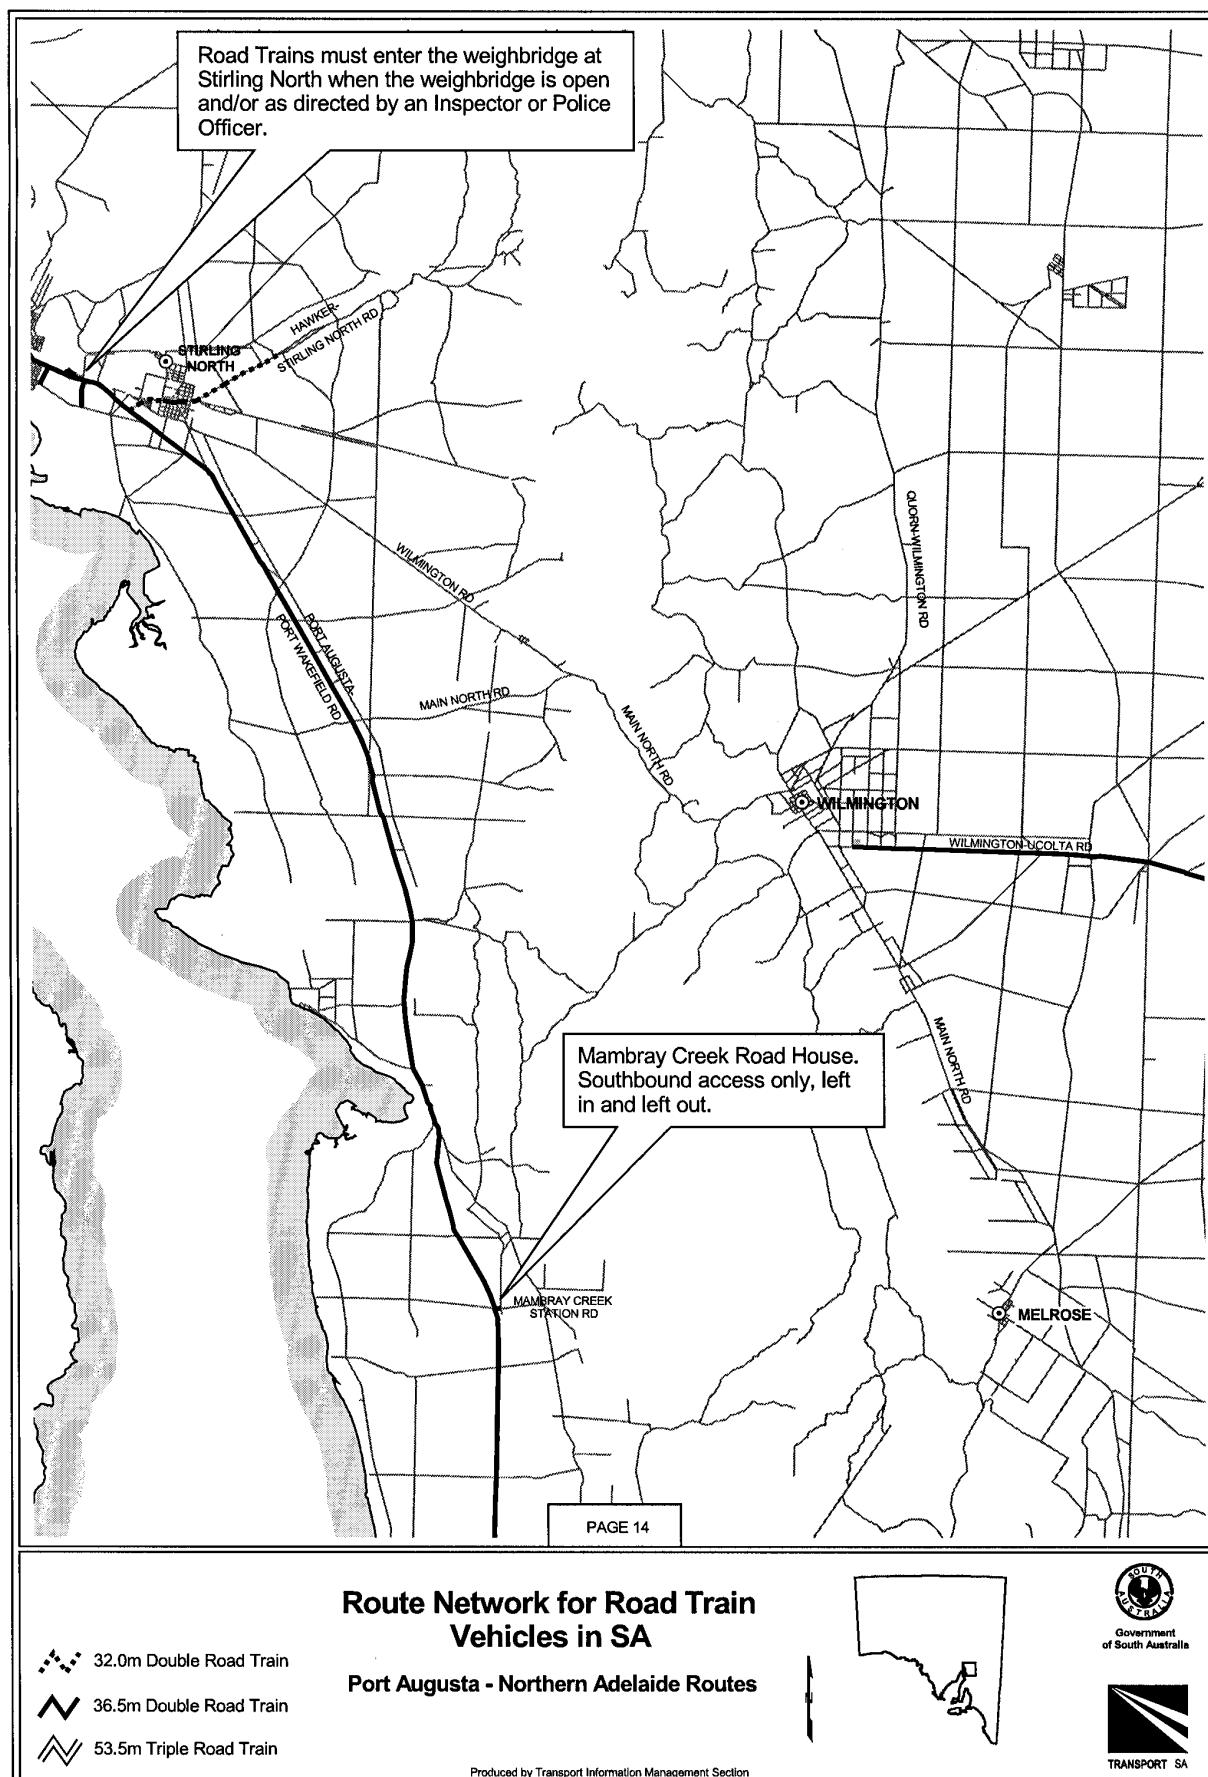 Road Trains must enter the weighbridge at
Stirling North when the weighbridge is open
and/or as directed by an Inspector or Police
Officer.
HAWKER-
STIRLING NORTH RD
STIRLING
NORTH
QUORN-WILMINGTON RD
WILMINGTON RD
PORT AUGUSTA-
PORT WAKEFIELD RD
MAIN NORTH RD
MAIN NORTH RD
WILMINGTON
WILMINGTON-UCOLTA RD
MAIN NORTH RD
Mambray Creek Road House.
Southbound access only, left
in and left out.
MAMBRAY CREEK
STATION RD
MELROSE
PAGE 14
Route Network for Road Train
Vehicles in SA
Port Augusta - Northern Adelaide Routes
32.0m Double Road Train
36.5m Double Road Train
53.5m Triple Road Train
Produced by Transport Information Management Section
N
SOUTH
AUSTRALIA
Government
of South Australia
TRANSPORT SA